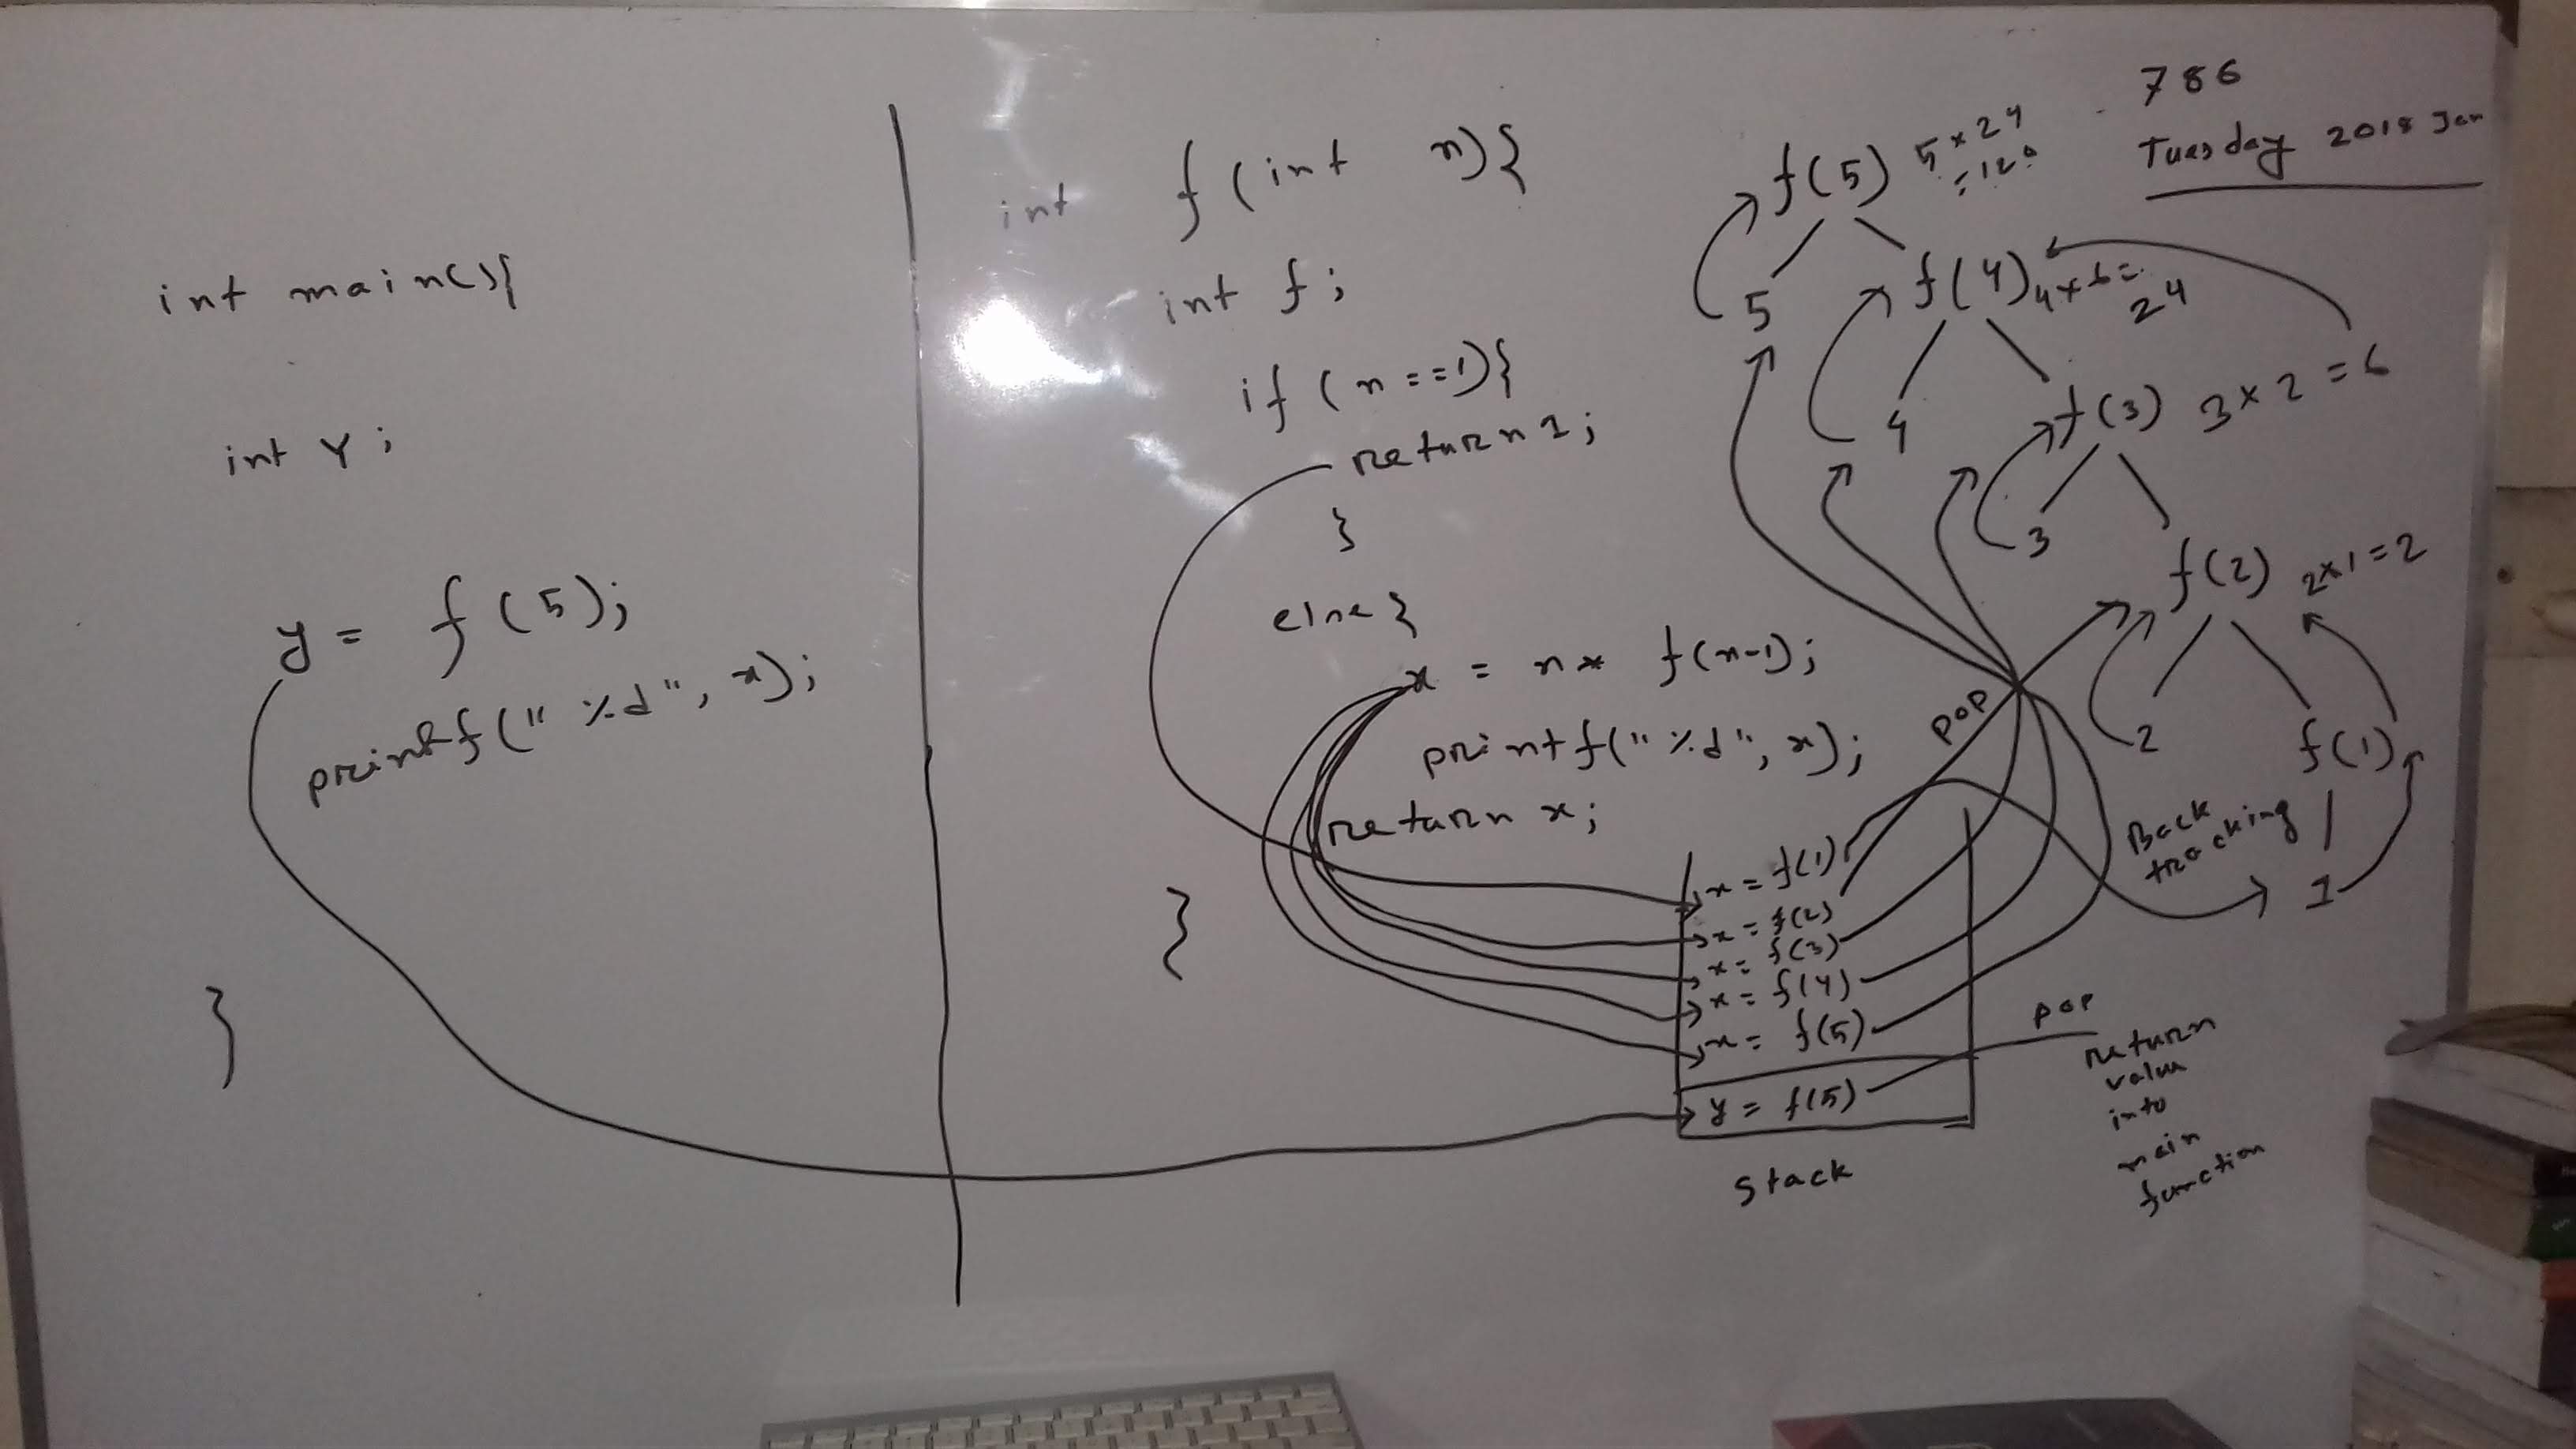 int main(){
int Y;
y = f(5);
printf("%d", x);
}
int f(int n){
int f;
if (n==1){
return 1;
}
else{
x = n* f(n-1);
printf("%d", x);
return x;
}
786
Tuesday 2018 Jan
f(5) 5×24
=120
5 f(4) 4×6=
24
4 f(3) 3×2=6
3 f(2) 2×1=2
2 f(1)
1
Back
tracking
pop
x = f(1)
x = f(2)
x = f(3)
x = f(4)
x = f(5)
y = f(5)
stack
pop
return
value
into
main
function